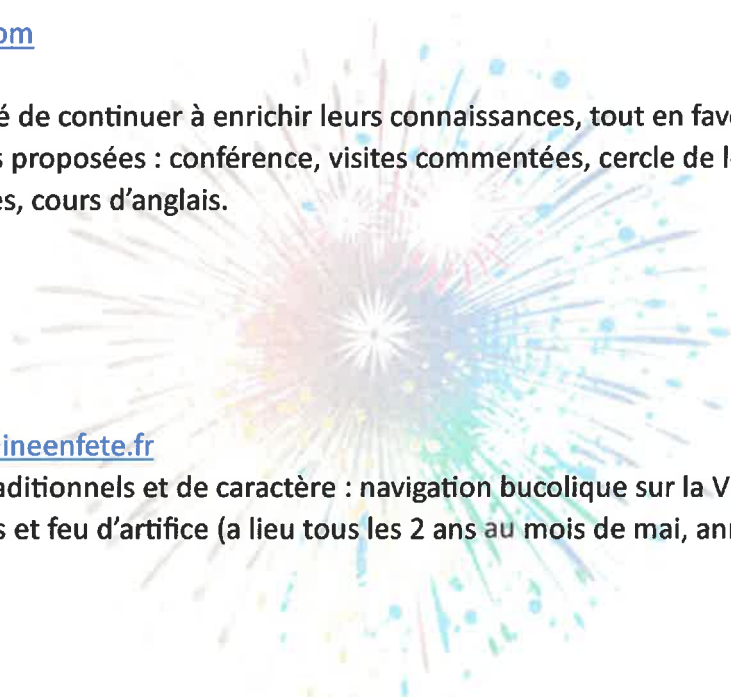 om
é de continuer à enrichir leurs connaissances, tout en fav
s proposées : conférence, visites commentées, cercle de l
es, cours d’anglais.
ineenfete.fr
aditionnels et de caractère : navigation bucolique sur la V
s et feu d’artifice (a lieu tous les 2 ans au mois de mai, an